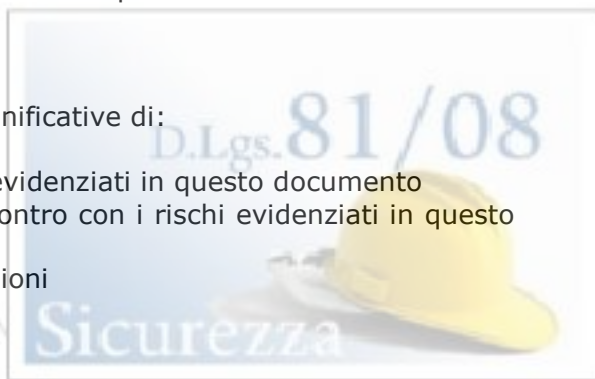 nificative di:
D.Lgs. 81/08
evidenziati in questo documento
ontro con i rischi evidenziati in questo
ioni
Sicurezza